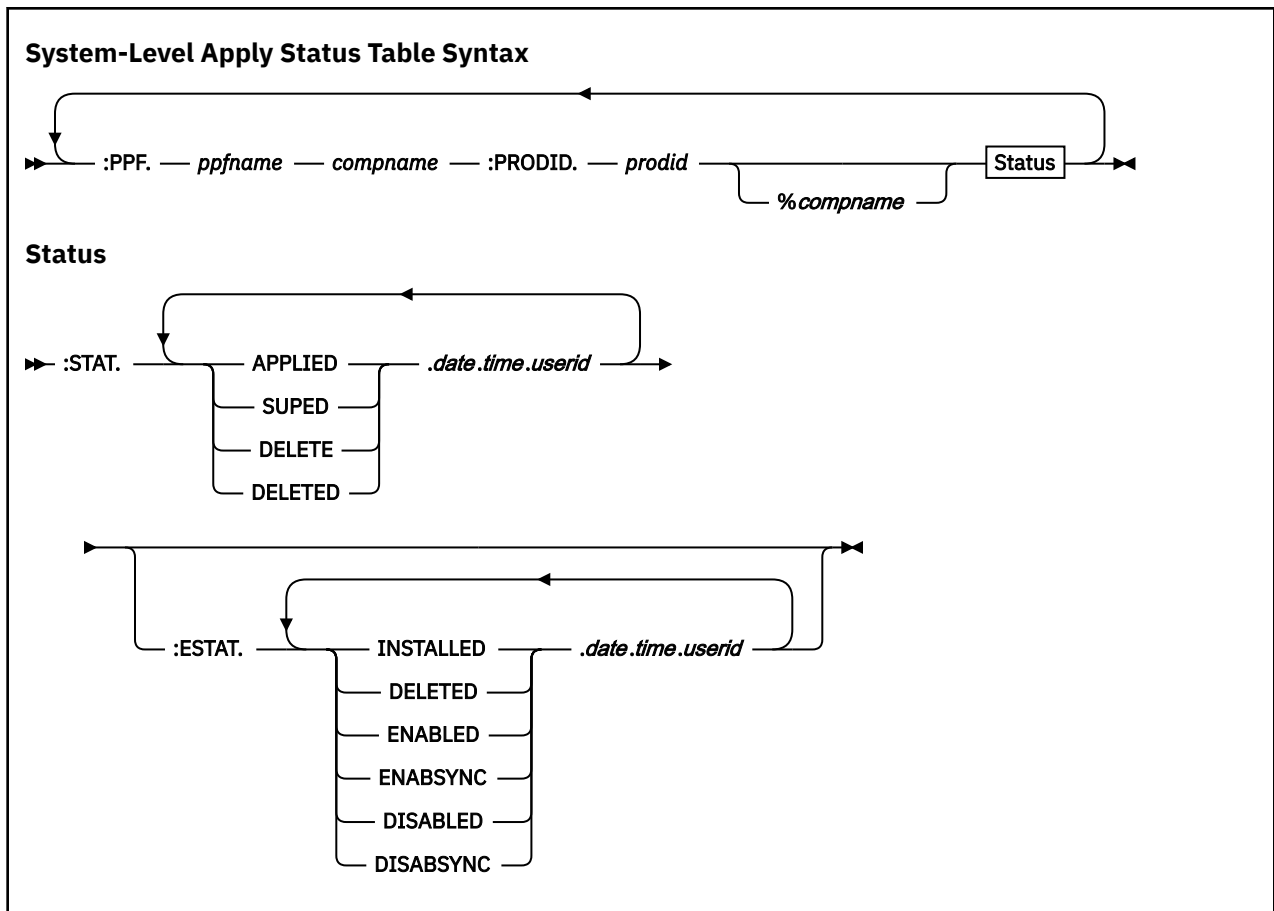 System-Level Apply Status Table Syntax
:PPF. ppfname compname :PRODID. prodid Status
%compname
Status
:STAT. APPLIED .date.time.userid
SUPED
DELETE
DELETED
:ESTAT. INSTALLED .date.time.userid
DELETED
ENABLED
ENABSYNC
DISABLED
DISABSYNC